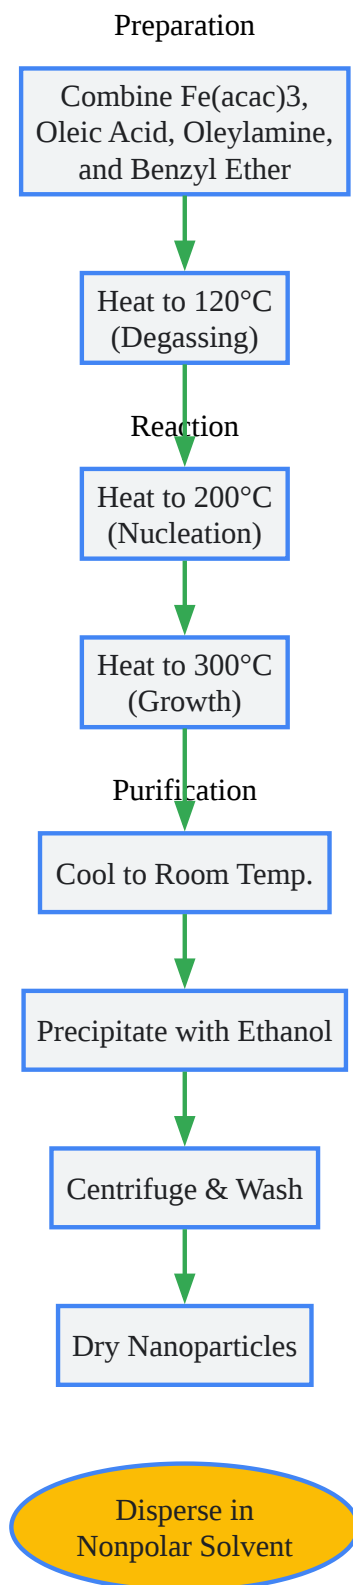 Preparation
Combine Fe(acac)3,
Oleic Acid, Oleylamine,
and Benzyl Ether
Heat to 120°C
(Degassing)
Reaction
Heat to 200°C
(Nucleation)
Heat to 300°C
(Growth)
Purification
Cool to Room Temp.
Precipitate with Ethanol
Centrifuge & Wash
Dry Nanoparticles
Disperse in
Nonpolar Solvent